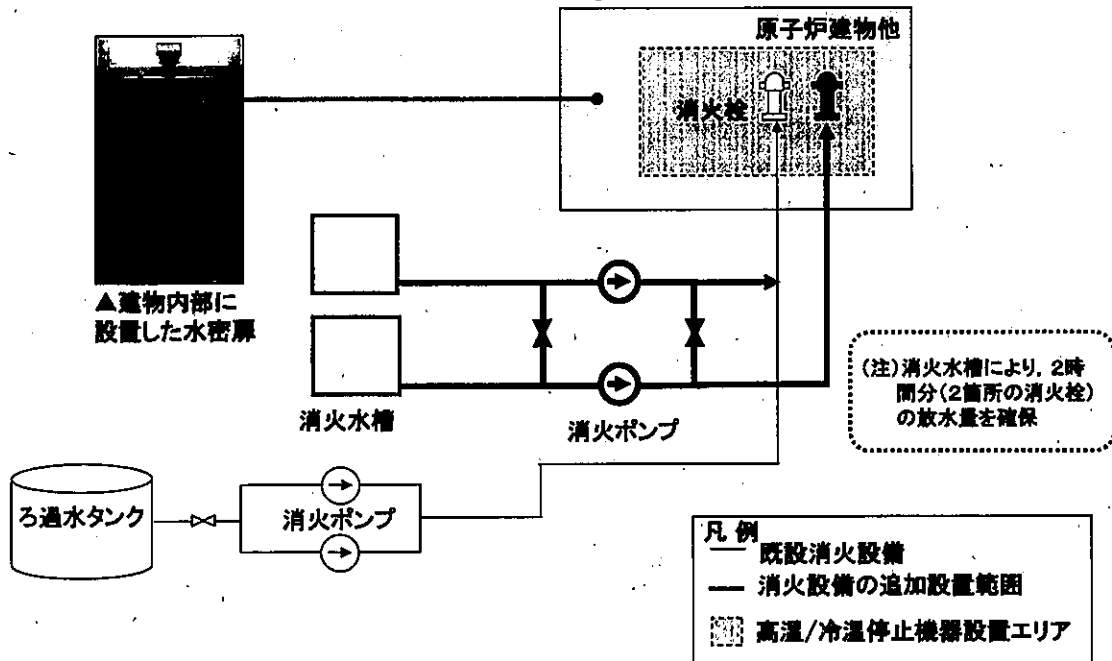 原子炉建物他
消火栓
▲建物内部に
設置した水密扉
消火水槽
消火ポンプ
(注)消火水槽により, 2時
間分(2箇所の消火栓)
の放水量を確保
ろ過水タンク
消火ポンプ
凡 例
既設消火設備
消火設備の追加設置範囲
高温/冷温停止機器設置エリア